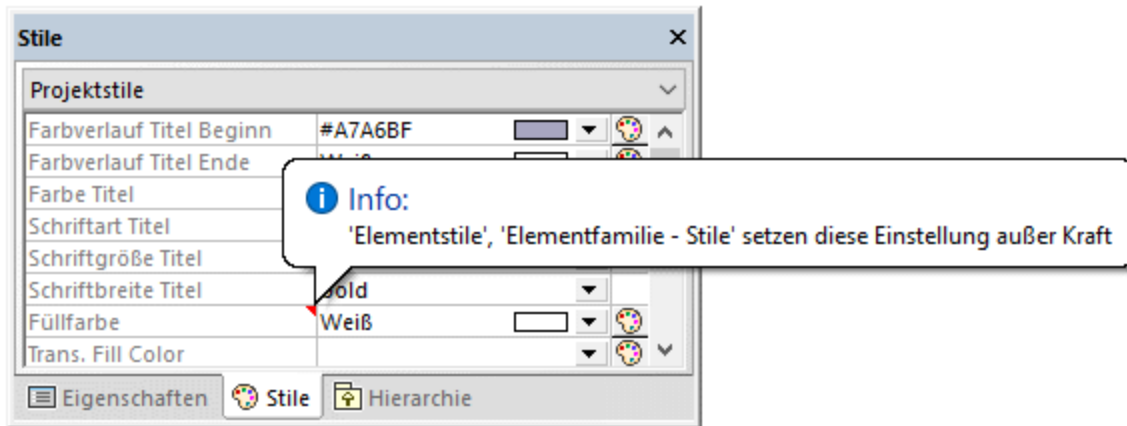 Stile
Projektstile
Farbverlauf Titel Beginn #A7A6BF
Farbverlauf Titel Ende
Farbe Titel
Info:
Schriftart Titel
'Elementstile', 'Elementfamilie - Stile' setzen diese Einstellung außer Kraft
Schriftgröße Titel
Schriftbreite Titel
Füllfarbe Weiß
Trans. Fill Color
Eigenschaften Stile Hierarchie